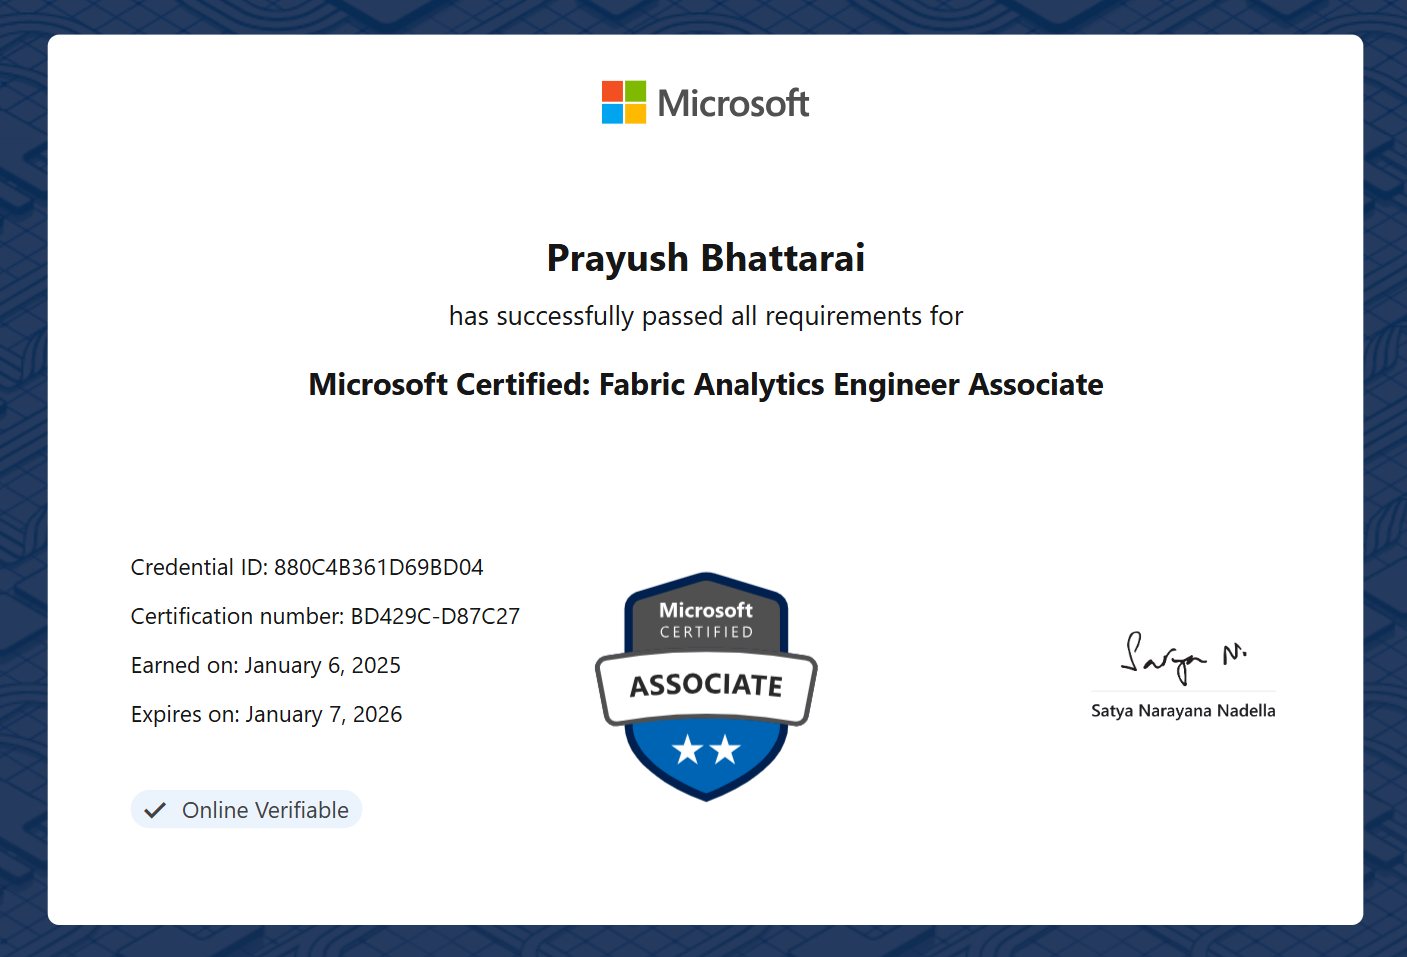 Microsoft
Prayush Bhattarai
has successfully passed all requirements for
Microsoft Certified: Fabric Analytics Engineer Associate
Credential ID: 880C4B361D69BD04
Certification number: BD429C-D87C27
Earned on: January 6, 2025
Expires on: January 7, 2026
Online Verifiable
Microsoft
CERTIFIED
ASSOCIATE
Satya N.
Satya Narayana Nadella